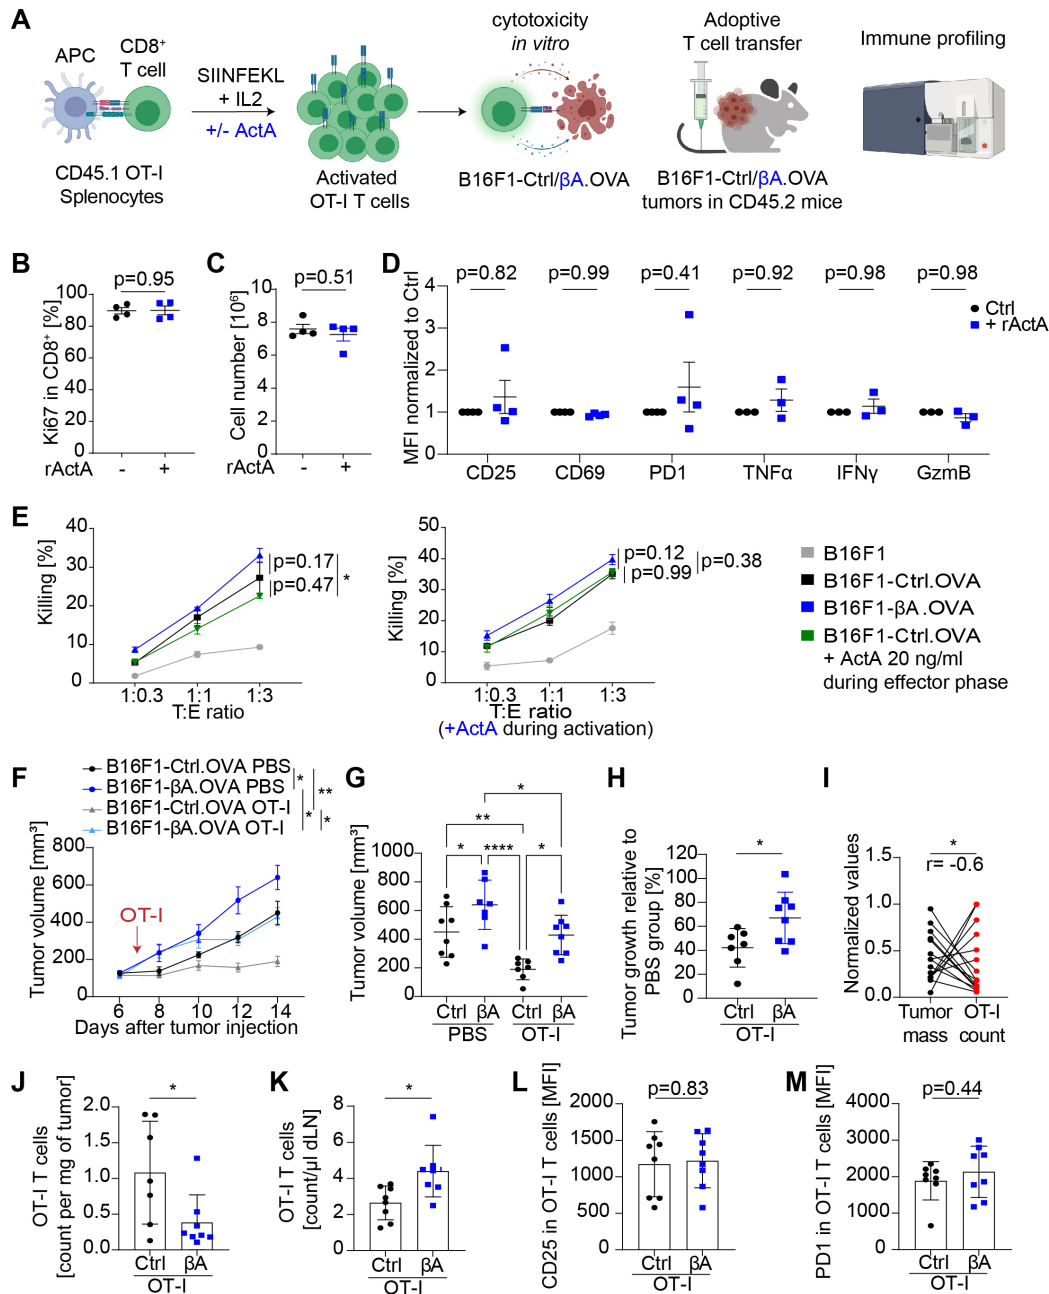 A
APC
CD8⁺
T cell
SIINFEKL
+ IL2
+/- ActA
CD45.1 OT-I
Splenocytes
Activated
OT-I T cells
cytotoxicity
in vitro
B16F1-Ctrl/βA.OVA
Adoptive
T cell transfer
B16F1-Ctrl/βA.OVA
tumors in CD45.2 mice
Immune profiling
B
p=0.95
Ki67 in CD8⁺ [%]
100
80
60
40
20
0
rActA - +
C
p=0.51
Cell number [10⁶]
10
8
6
4
2
0
rActA - +
D
p=0.82 p=0.99 p=0.41 p=0.92 p=0.98 p=0.98
MFI normalized to Ctrl
4
3
2
1
0
CD25 CD69 PD1 TNFα IFNγ GzmB
Ctrl
+ rActA
E
Killing [%]
40
30
20
10
0
p=0.17
p=0.47
*
1:0.3 1:1 1:3
T:E ratio
Killing [%]
50
40
30
20
10
0
p=0.12
p=0.99
p=0.38
1:0.3 1:1 1:3
T:E ratio
(+ActA during activation)
B16F1
B16F1-Ctrl.OVA
B16F1-βA.OVA
B16F1-Ctrl.OVA
+ ActA 20 ng/ml
during effector phase
F
B16F1-Ctrl.OVA PBS
B16F1-βA.OVA PBS
B16F1-Ctrl.OVA OT-I
B16F1-βA.OVA OT-I
* ** * *
Tumor volume [mm³]
800
600
400
200
0
OT-I
6 8 10 12 14
Days after tumor injection
G
*
**
* **** *
Tumor volume [mm³]
1000
800
600
400
200
0
Ctrl βA Ctrl βA
PBS OT-I
H
*
Tumor growth relative to
PBS group [%]
120
100
80
60
40
20
0
Ctrl βA
OT-I
I
*
r= -0.6
Normalized values
1.5
1.0
0.5
0.0
Tumor
mass
OT-I
count
J
*
OT-I T cells
[count per mg of tumor]
2.0
1.5
1.0
0.5
0.0
Ctrl βA
OT-I
K
*
OT-I T cells
[count/µl dLN]
8
6
4
2
0
Ctrl βA
OT-I
L
p=0.83
CD25 in OT-I T cells [MFI]
2000
1500
1000
500
0
Ctrl βA
OT-I
M
p=0.44
PD1 in OT-I T cells [MFI]
4000
3000
2000
1000
0
Ctrl βA
OT-I